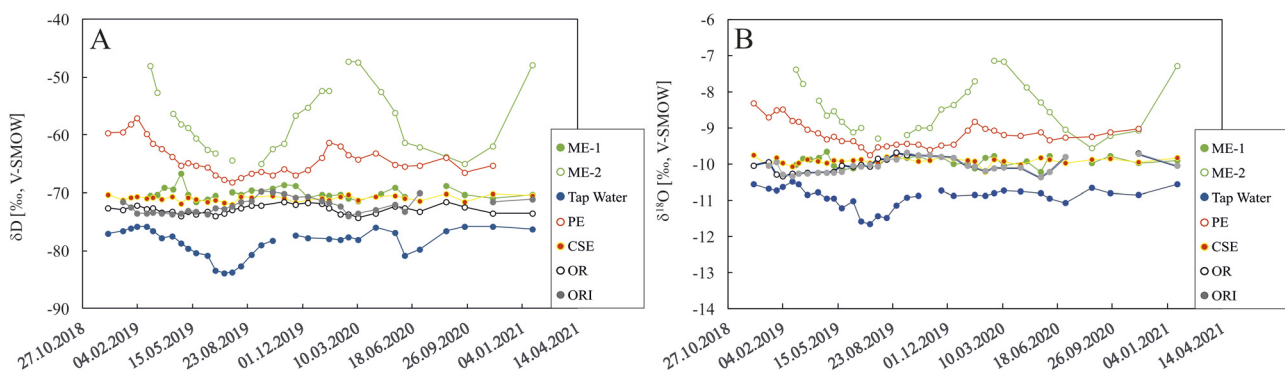 A
-40
-50
-60
-70
-80
-90
δD [‰, V-SMOW]
27.10.2018
04.02.2019
15.05.2019
23.08.2019
01.12.2019
10.03.2020
18.06.2020
26.09.2020
04.01.2021
14.04.2021
ME-1
ME-2
Tap Water
PE
CSE
OR
ORI
B
-6
-7
-8
-9
-10
-11
-12
-13
-14
δ¹⁸O [‰, V-SMOW]
27.10.2018
04.02.2019
15.05.2019
23.08.2019
01.12.2019
10.03.2020
18.06.2020
26.09.2020
04.01.2021
14.04.2021
ME-1
ME-2
Tap Water
PE
CSE
OR
ORI